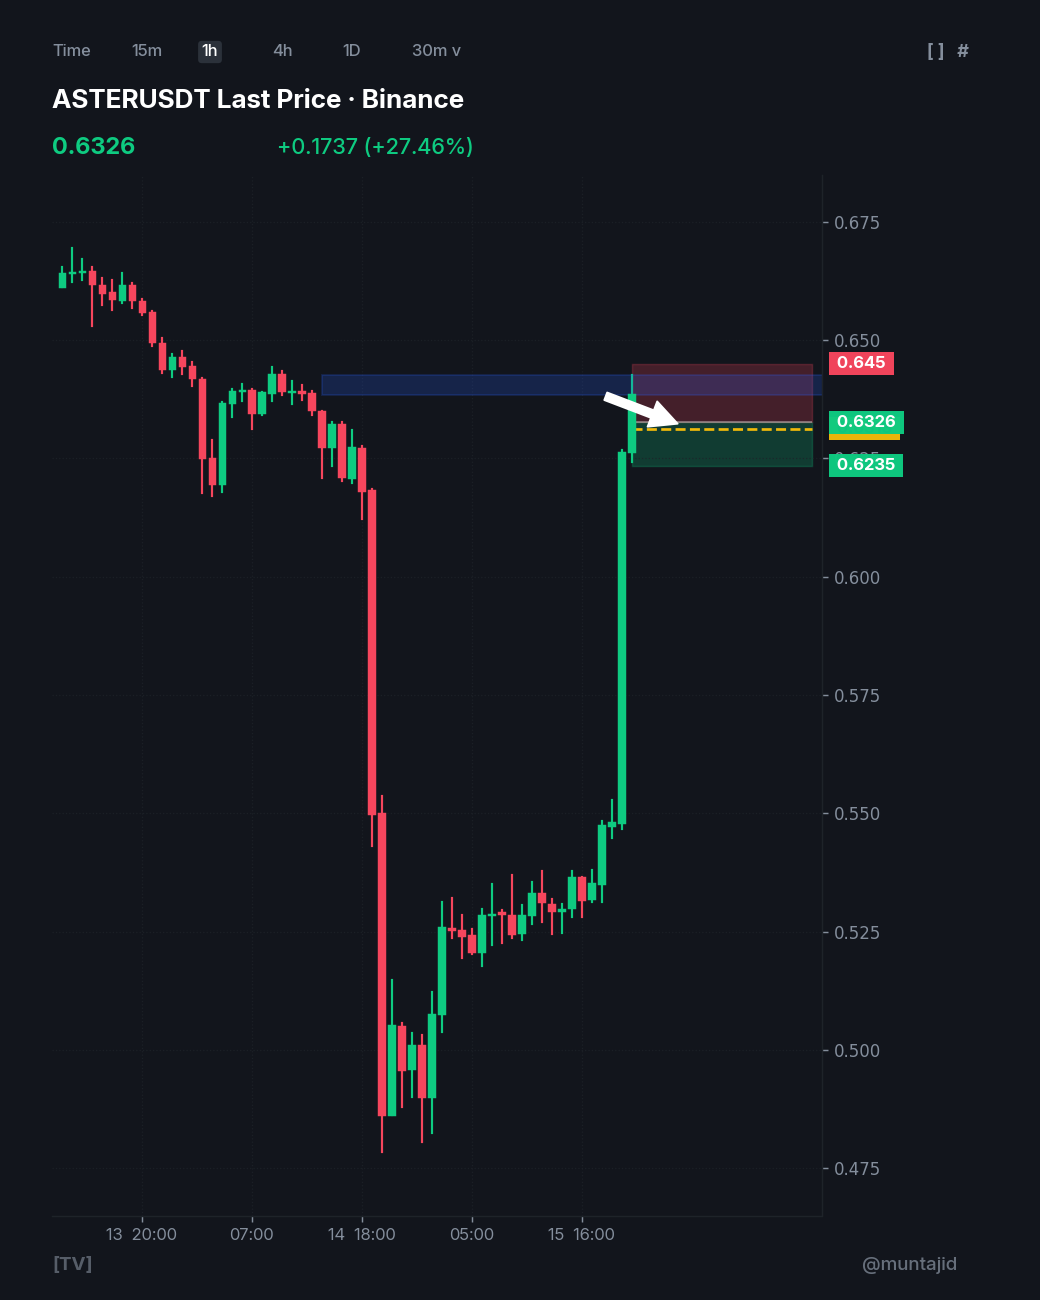 Time 15m 1h 4h 1D 30m v [ ] #
ASTERUSDT Last Price · Binance
0.6326 +0.1737 (+27.46%)
0.675
0.650
0.645
0.6326
0.6235
0.600
0.575
0.550
0.525
0.500
0.475
13 20:00 07:00 14 18:00 05:00 15 16:00
[TV] @muntajid